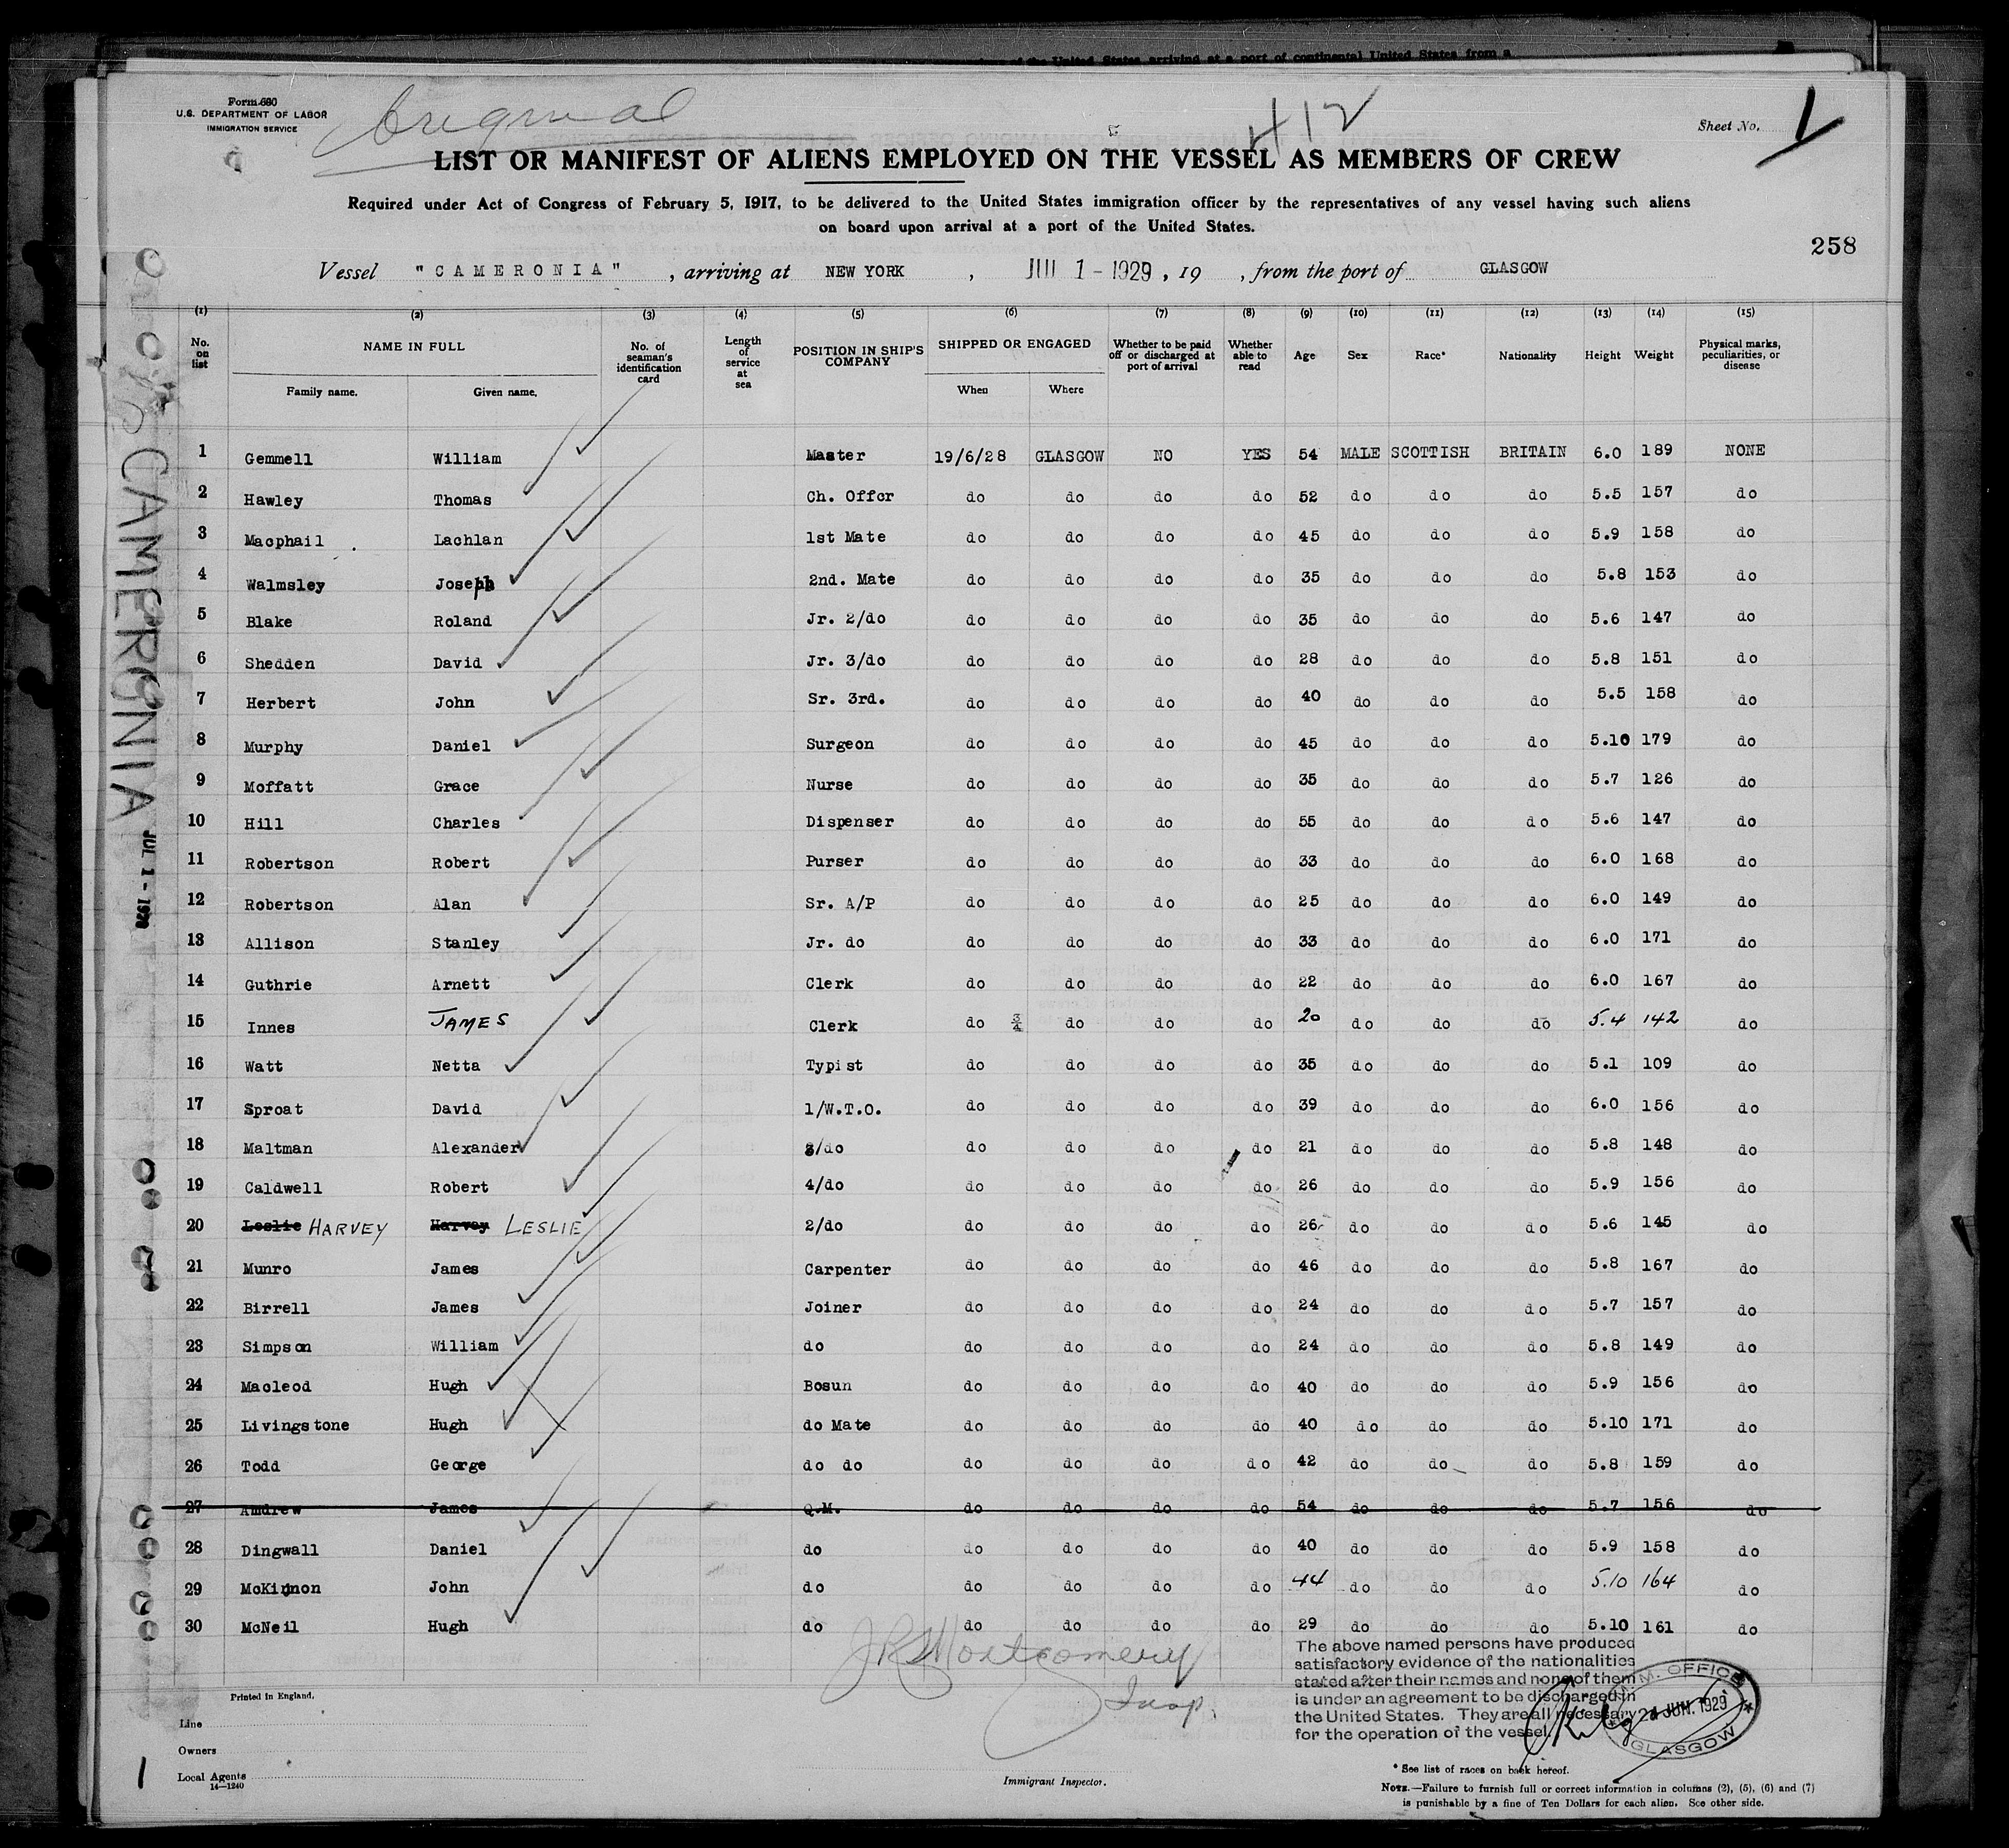 of the United States arriving at a port of continental United States from a
Form 680
U.S. DEPARTMENT OF LABOR
IMMIGRATION SERVICE
Original
412
Sheet No. 1
LIST OR MANIFEST OF ALIENS EMPLOYED ON THE VESSEL AS MEMBERS OF CREW
Required under Act of Congress of February 5, 1917, to be delivered to the United States immigration officer by the representatives of any vessel having such aliens
on board upon arrival at a port of the United States.
258
Vessel "CAMERONIA", arriving at NEW YORK, JUL 1-1929, 19 , from the port of GLASGOW
(1) (2) (3) (4) (5) (6) (7) (8) (9) (10) (11) (12) (13) (14) (15)
No. on list NAME IN FULL Family name. Given name. No. of seaman's identification card Length of service at sea POSITION IN SHIP'S COMPANY SHIPPED OR ENGAGED When Where Whether to be paid off or discharged at port of arrival Whether able to read Age Sex Race* Nationality Height Weight Physical marks, peculiarities, or disease
1 Gemmell William Master 19/6/28 GLASGOW NO YES 54 MALE SCOTTISH BRITAIN 6.0 189 NONE
2 Hawley Thomas Ch. Offcr do do do do 52 do do do 5.5 157 do
3 Macphail . Lachlan 1st Mate do do do do 45 do do do 5.9 158 do
4 Walmsley Joseph 2nd. Mate do do do do 35 do do do 5.8 153 do
5 Blake Roland Jr. 2/do do do do do 35 do do do 5.6 147 do
6 Shedden David Jr. 3/do do do do do 28 do do do 5.8 151 do
7 Herbert John Sr. 3rd. do do do do 40 do do do 5.5 158 do
8 Murphy Daniel Surgeon do do do do 45 do do do 5.10 179 do
9 Moffatt Grace Nurse do do do do 35 do do do 5.7 126 do
10 Hill Charles Dispenser do do do do 55 do do do 5.6 147 do
11 Robertson Robert Purser do do do do 33 do do do 6.0 168 do
12 Robertson Alan Sr. A/P do do do do 25 do do do 6.0 149 do
13 Allison Stanley Jr. do do do do do 33 do do do 6.0 171 do
14 Guthrie Arnett Clerk do do do do 22 do do do 6.0 167 do
15 Innes JAMES Clerk do do do do 20 do do do 5.4 142 do
16 Watt Netta Typist do do do do 35 do do do 5.1 109 do
17 Sproat David 1/W.T.O. do do do do 39 do do do 6.0 156 do
18 Maltman Alexander 3/do do do do do 21 do do do 5.8 148 do
19 Caldwell Robert 4/do do do do do 26 do do do 5.9 156 do
20 Leslie HARVEY Harvey LESLIE 2/do do do do do 26 do do do 5.6 145 do
21 Munro James Carpenter do do do do 46 do do do 5.8 167 do
22 Birrell James Joiner do do do do 24 do do do 5.7 157 do
23 Simpson William do do do do do 24 do do do 5.8 149 do
24 Macleod Hugh Bosun do do do do 40 do do do 5.9 156 do
25 Livingstone Hugh do Mate do do do do 40 do do do 5.10 171 do
26 Todd George do do do do do do 42 do do do 5.8 159 do
27 Amdrew James Q.M. do do do do 54 do do do 5.7 156 do
28 Dingwall Daniel do do do do do 40 do do do 5.9 158 do
29 McKinnon John do do do do do 44 do do do 5.10 164 do
30 McNeil Hugh do do do do do 29 do do do 5.10 161 do
The above named persons have produced
satisfactory evidence of the nationalities
stated after their names and none of them
is under an agreement to be discharged in
the United States. They are all necessary
for the operation of the vessel.
IMM. OFFICE
24 JUN. 1929
GLASGOW
J R Montgomery
Insp.
Printed in England.
Line
Owners
Local Agents
14—1240
Immigrant Inspector.
* See list of races on back hereof.
NOTE.—Failure to furnish full or correct information in columns (2), (5), (6) and (7)
is punishable by a fine of Ten Dollars for each alien. See other side.
1
CAMERONIA
JUL 1 - 1929